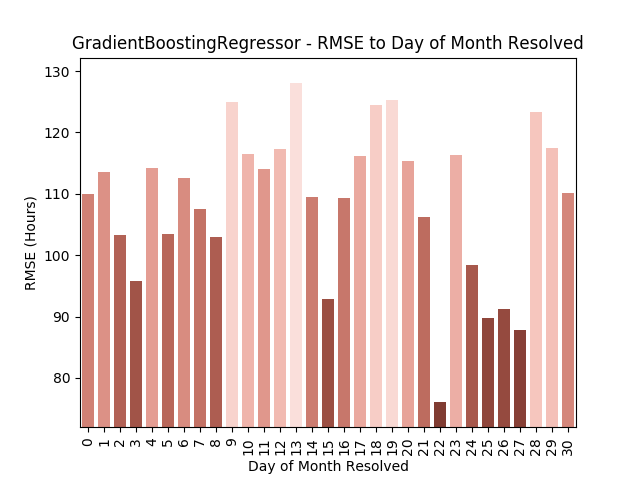 GradientBoostingRegressor - RMSE to Day of Month Resolved
130
120
110
100
90
80
RMSE (Hours)
0 1 2 3 4 5 6 7 8 9 10 11 12 13 14 15 16 17 18 19 20 21 22 23 24 25 26 27 28 29 30
Day of Month Resolved